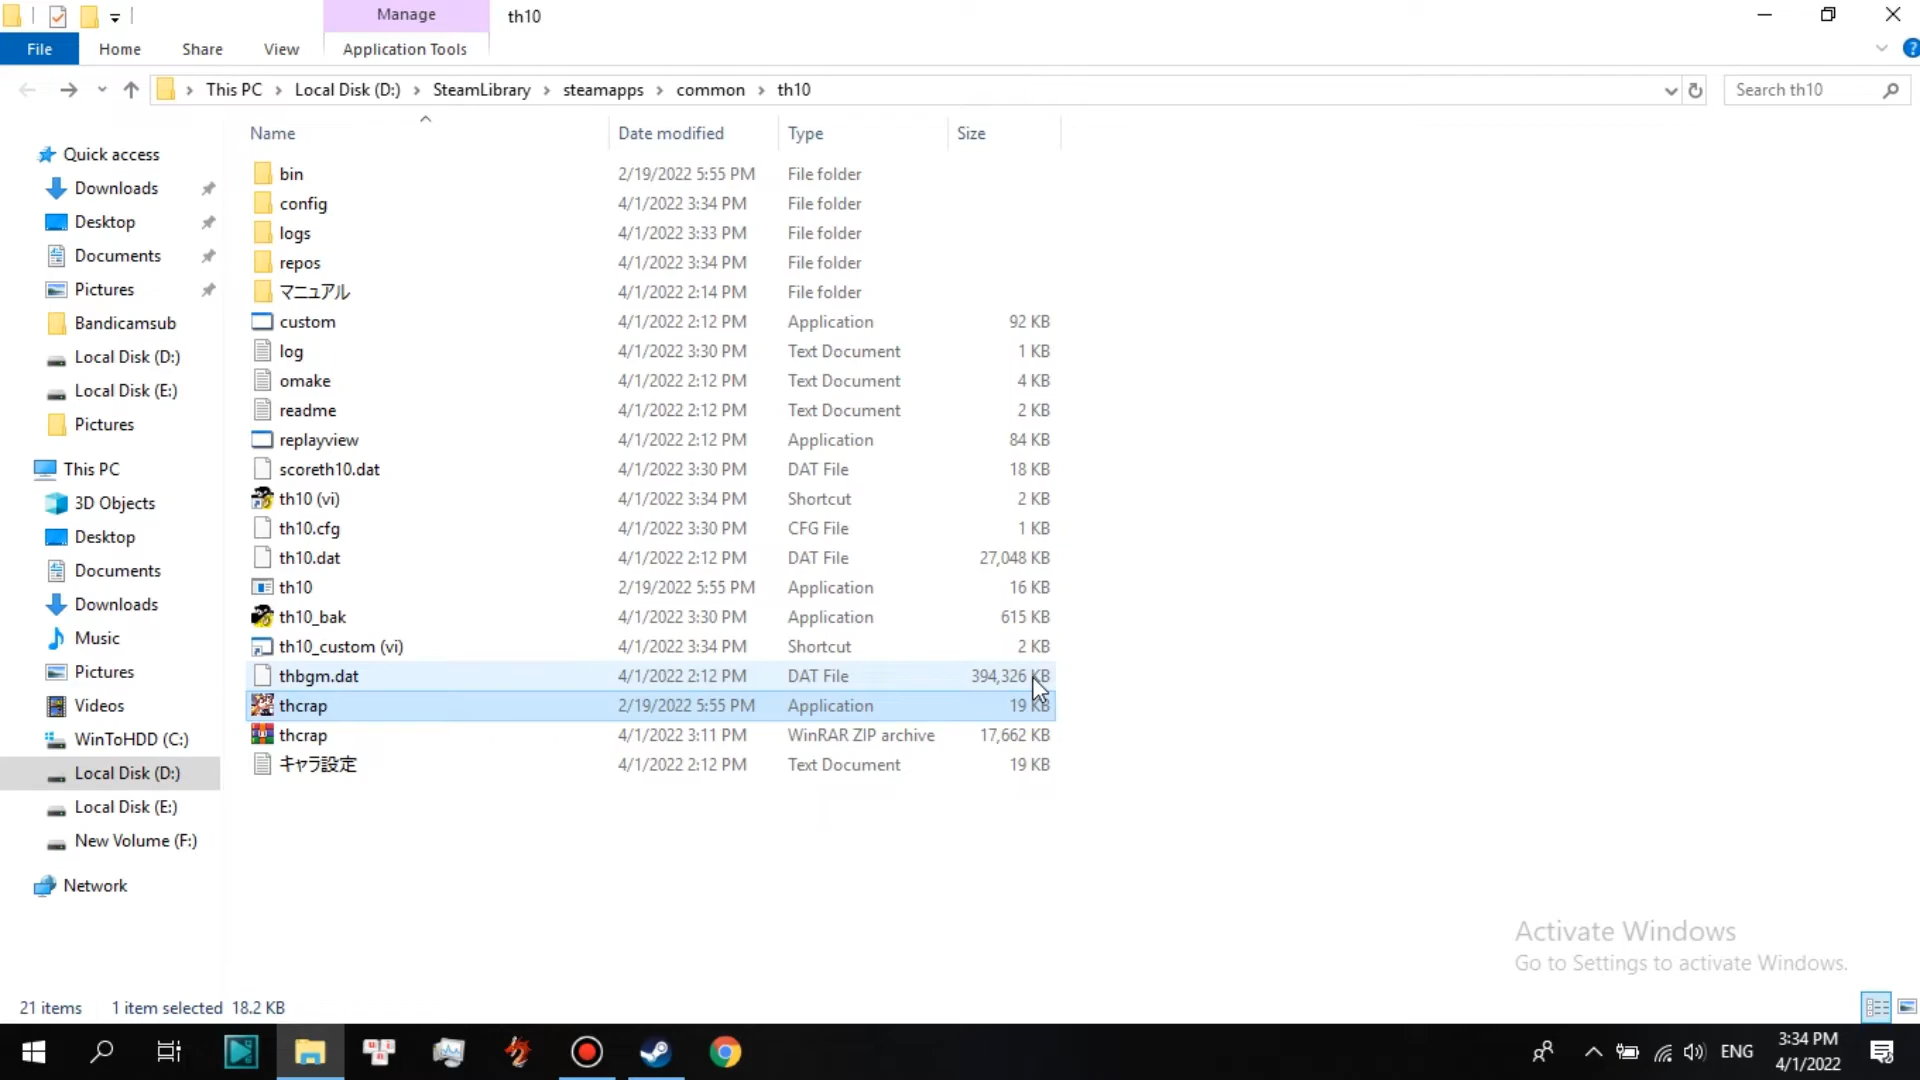 Manage
th10
File
Home
Share
View
Application Tools
This PC
Local Disk (D:)
SteamLibrary
steamapps
common
th10
Search th10
Name
Date modified
Type
Size
Quick access
Downloads
Desktop
Documents
Pictures
Bandicamsub
Local Disk (D:)
Local Disk (E:)
Pictures
This PC
3D Objects
Desktop
Documents
Downloads
Music
Pictures
Videos
WinToHDD (C:)
Local Disk (D:)
Local Disk (E:)
New Volume (F:)
Network
bin 2/19/2022 5:55 PM File folder
config 4/1/2022 3:34 PM File folder
logs 4/1/2022 3:33 PM File folder
repos 4/1/2022 3:34 PM File folder
マニュアル 4/1/2022 2:14 PM File folder
custom 4/1/2022 2:12 PM Application 92 KB
log 4/1/2022 3:30 PM Text Document 1 KB
omake 4/1/2022 2:12 PM Text Document 4 KB
readme 4/1/2022 2:12 PM Text Document 2 KB
replayview 4/1/2022 2:12 PM Application 84 KB
scoreth10.dat 4/1/2022 3:30 PM DAT File 18 KB
th10 (vi) 4/1/2022 3:34 PM Shortcut 2 KB
th10.cfg 4/1/2022 3:30 PM CFG File 1 KB
th10.dat 4/1/2022 2:12 PM DAT File 27,048 KB
th10 2/19/2022 5:55 PM Application 16 KB
th10_bak 4/1/2022 3:30 PM Application 615 KB
th10_custom (vi) 4/1/2022 3:34 PM Shortcut 2 KB
thbgm.dat 4/1/2022 2:12 PM DAT File 394,326 KB
thcrap 2/19/2022 5:55 PM Application 19 KB
thcrap 4/1/2022 3:11 PM WinRAR ZIP archive 17,662 KB
キャラ設定 4/1/2022 2:12 PM Text Document 19 KB
Activate Windows
Go to Settings to activate Windows.
21 items 1 item selected 18.2 KB
ENG
3:34 PM
4/1/2022